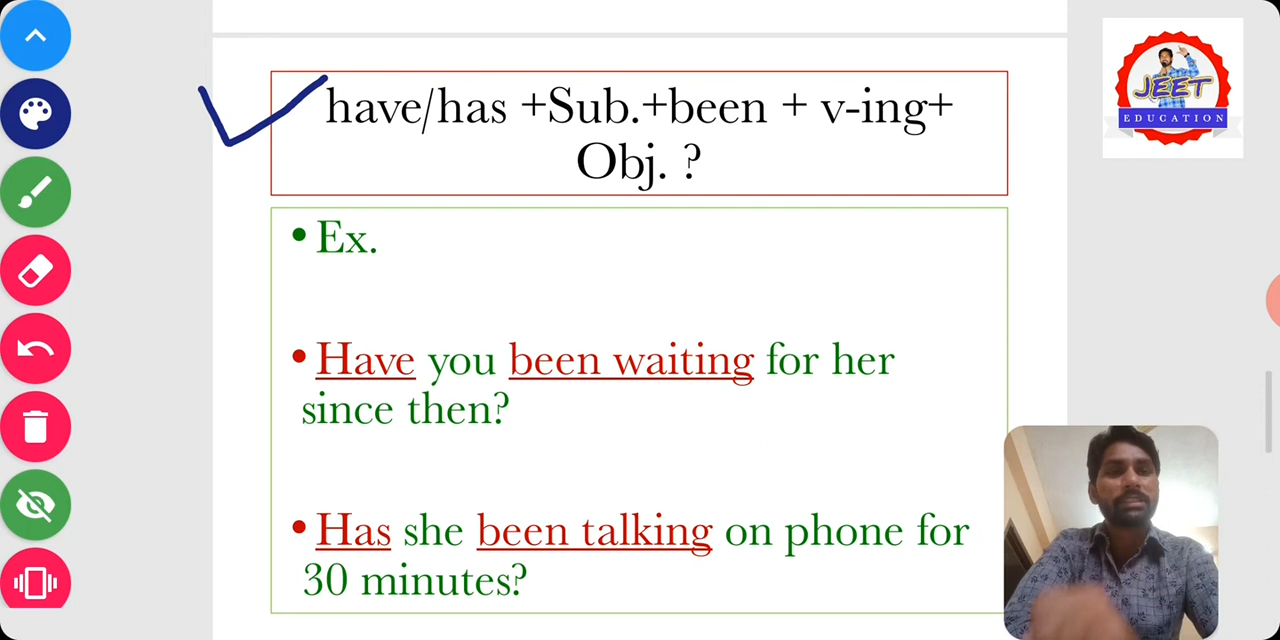 have/has +Sub.+been + v-ing+
Obj. ?
JEET
EDUCATION
• Ex.
• Have you been waiting for her
since then?
• Has she been talking on phone for
30 minutes?